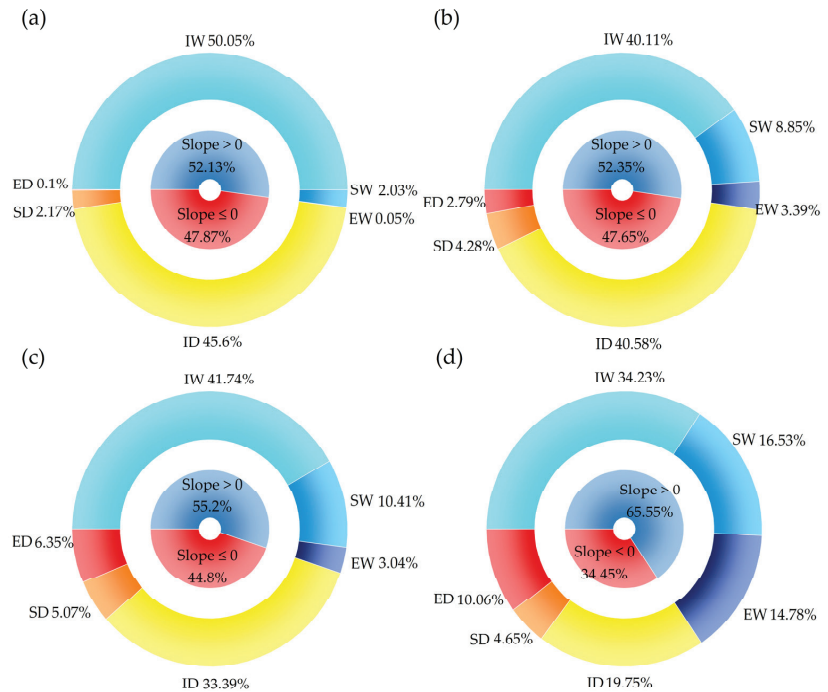 (a)
IW 50.05%
Slope > 0
52.13%
ED 0.1%
SD 2.17%
SW 2.03%
EW 0.05%
Slope ≤ 0
47.87%
ID 45.6%
(b)
IW 40.11%
SW 8.85%
Slope > 0
52.35%
ED 2.79%
EW 3.39%
Slope ≤ 0
47.65%
SD 4.28%
ID 40.58%
(c)
IW 41.74%
Slope > 0
55.2%
SW 10.41%
ED 6.35%
Slope ≤ 0
44.8%
EW 3.04%
SD 5.07%
ID 33.39%
(d)
IW 34.23%
SW 16.53%
Slope > 0
65.55%
Slope < 0
34.45%
ED 10.06%
EW 14.78%
SD 4.65%
ID 19.75%